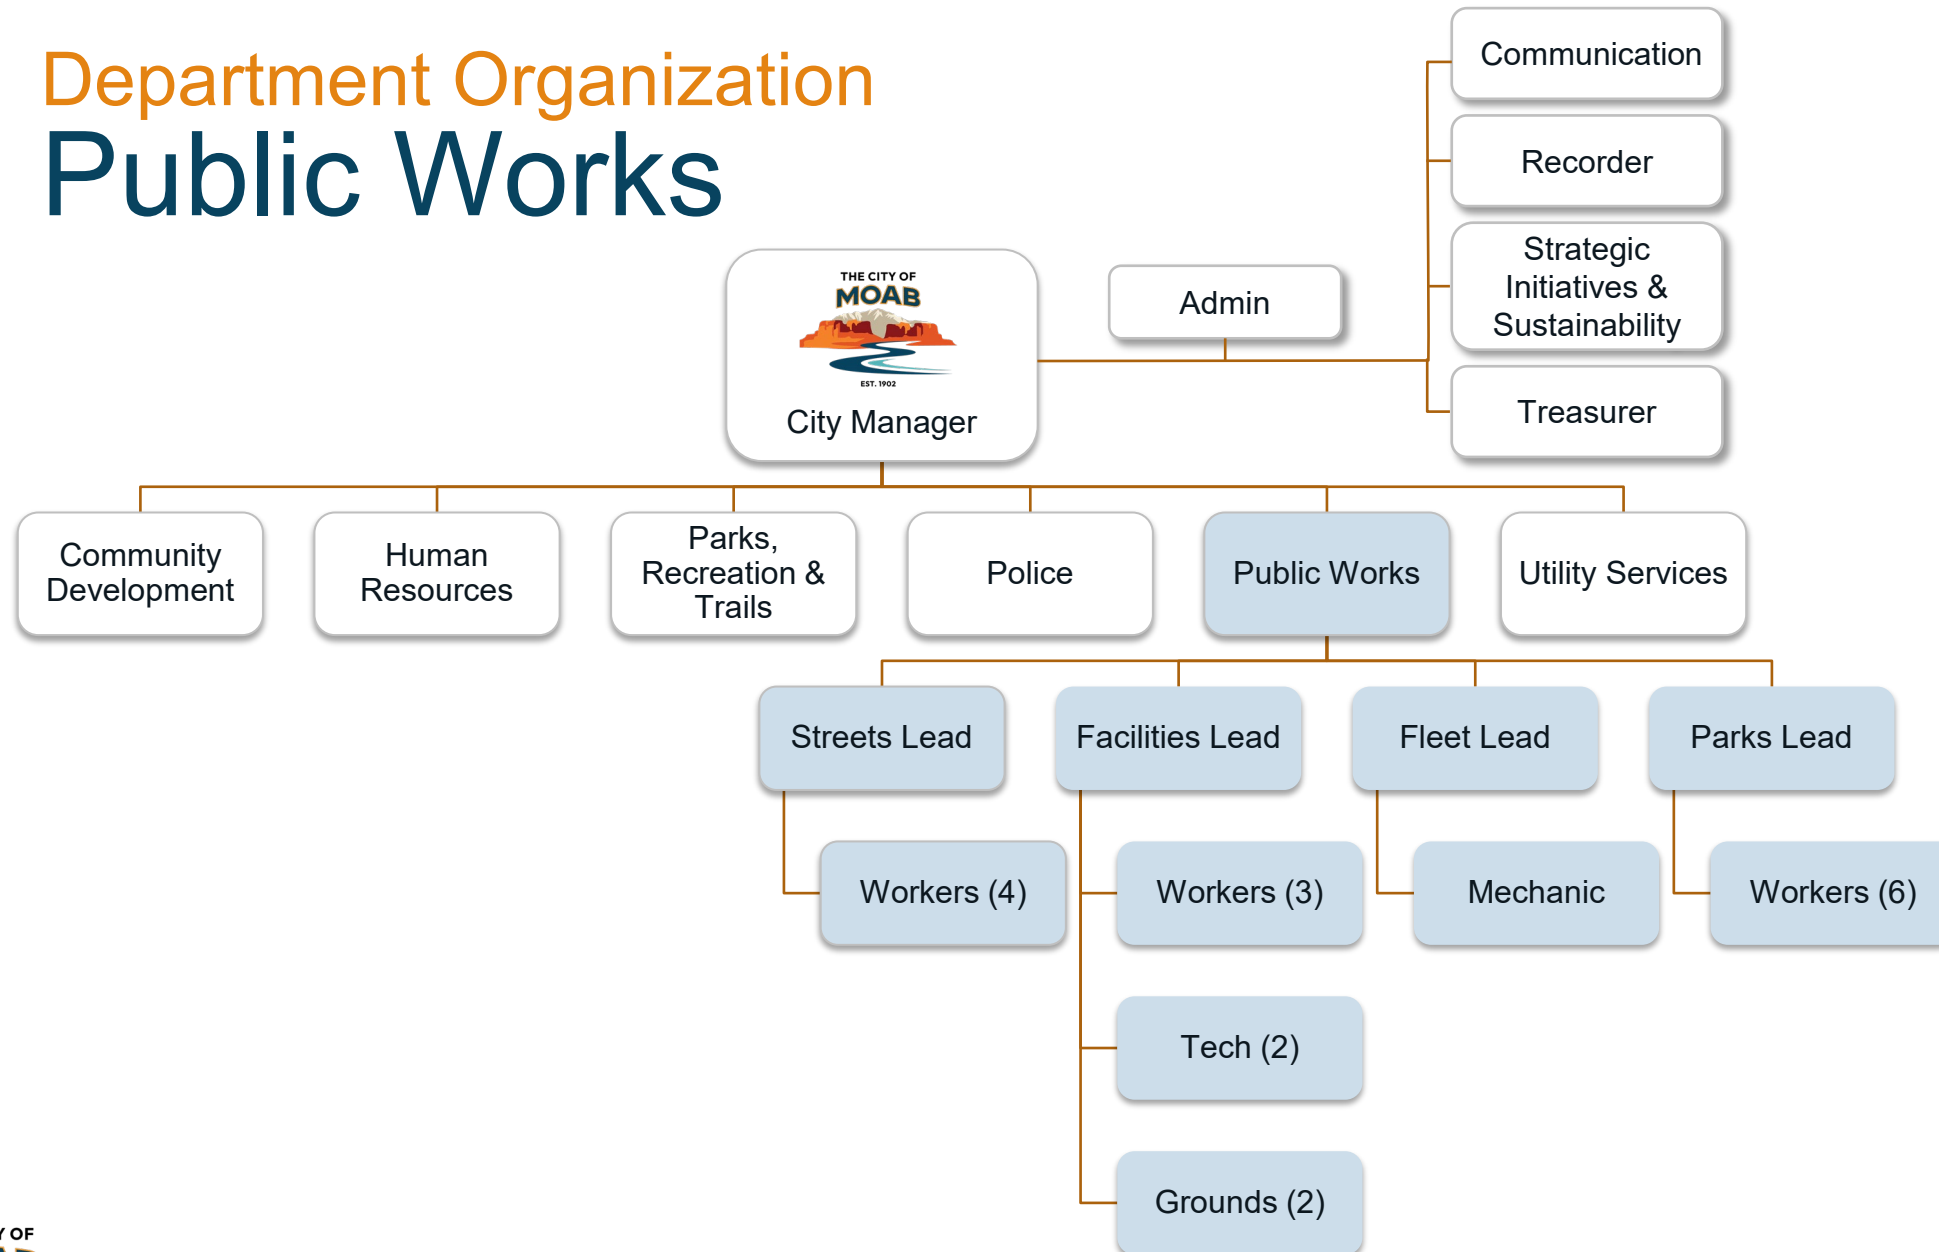 Department Organization
Public Works
Communication
Recorder
Strategic
Initiatives &
Sustainability
Treasurer
Admin
THE CITY OF
MOAB
EST. 1902
City Manager
Community
Development
Human
Resources
Parks,
Recreation &
Trails
Police
Public Works
Utility Services
Streets Lead
Facilities Lead
Fleet Lead
Parks Lead
Workers (4)
Workers (3)
Mechanic
Workers (6)
Tech (2)
Grounds (2)
Y OF